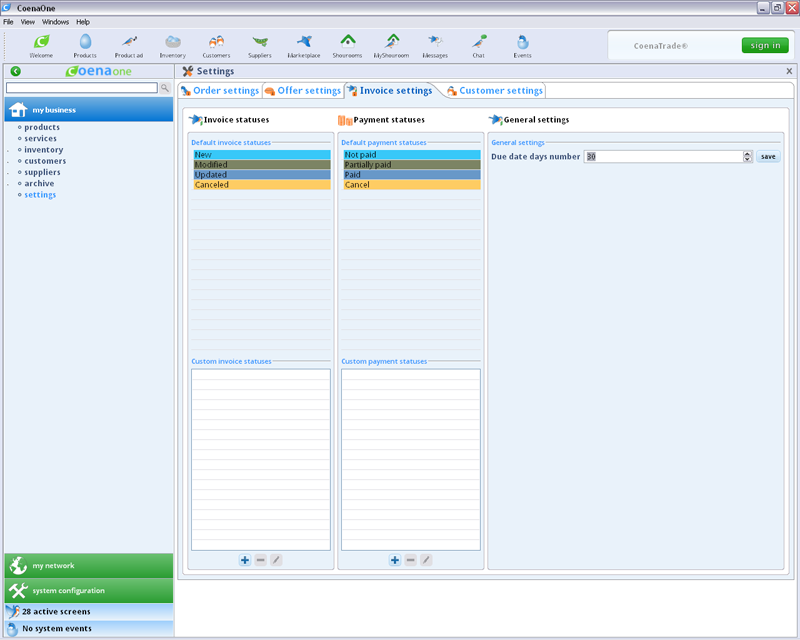 CoenaOne
File View Windows Help
Welcome Products Product ad Inventory Customers Suppliers Marketplace Showrooms MyShowroom Messages Chat Events
CoenaTrade®
sign in
Coenaone
Settings
x
Order settings Offer settings Invoice settings Customer settings
my business
products
services
inventory
customers
suppliers
archive
settings
my network
system configuration
28 active screens
No system events
Invoice statuses
Default invoice statuses
New
Modified
Updated
Canceled
Custom invoice statuses
Payment statuses
Default payment statuses
Not paid
Partially paid
Paid
Cancel
Custom payment statuses
General settings
General settings
Due date days number 30 save